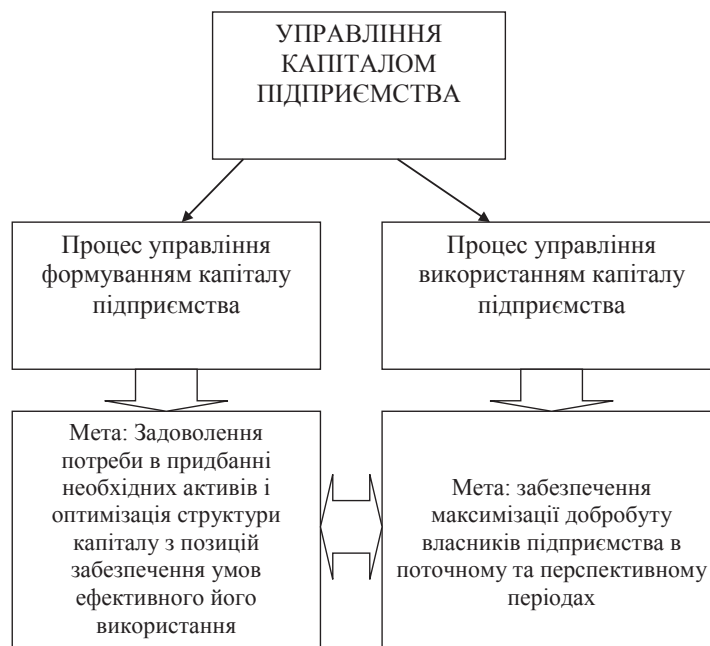 УПРАВЛІННЯ
КАПІТАЛОМ
ПІДПРИЄМСТВА
Процес управління
формуванням капіталу
підприємства
Процес управління
використанням капіталу
підприємства
Мета: Задоволення
потреби в придбанні
необхідних активів і
оптимізація структури
капіталу з позицій
забезпечення умов
ефективного його
використання
Мета: забезпечення
максимізації добробуту
власників підприємства в
поточному та перспективному
періодах